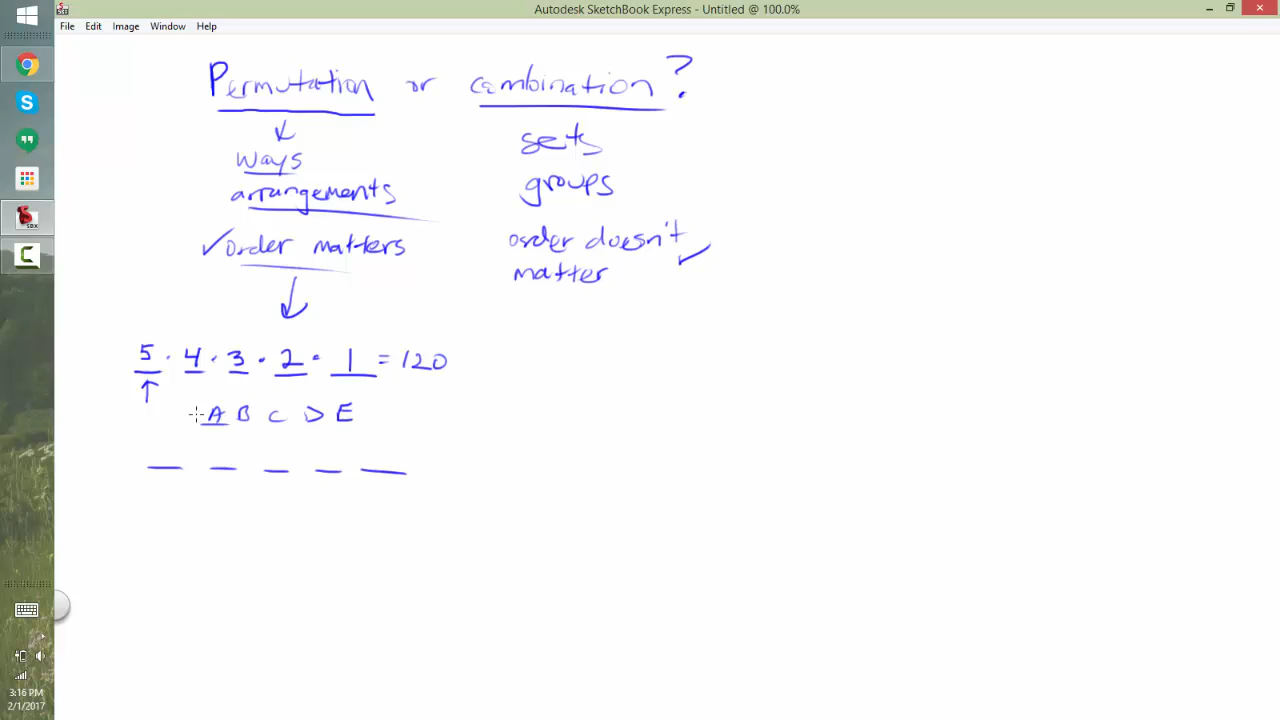 Autodesk SketchBook Express - Untitled @ 100.0%
File Edit Image Window Help
Permutation or combination?
ways
arrangements
✓order matters
sets
groups
order doesn't
matter ✓
5 · 4 · 3 · 2 · 1 = 120
A B C D E
3:16 PM
2/1/2017